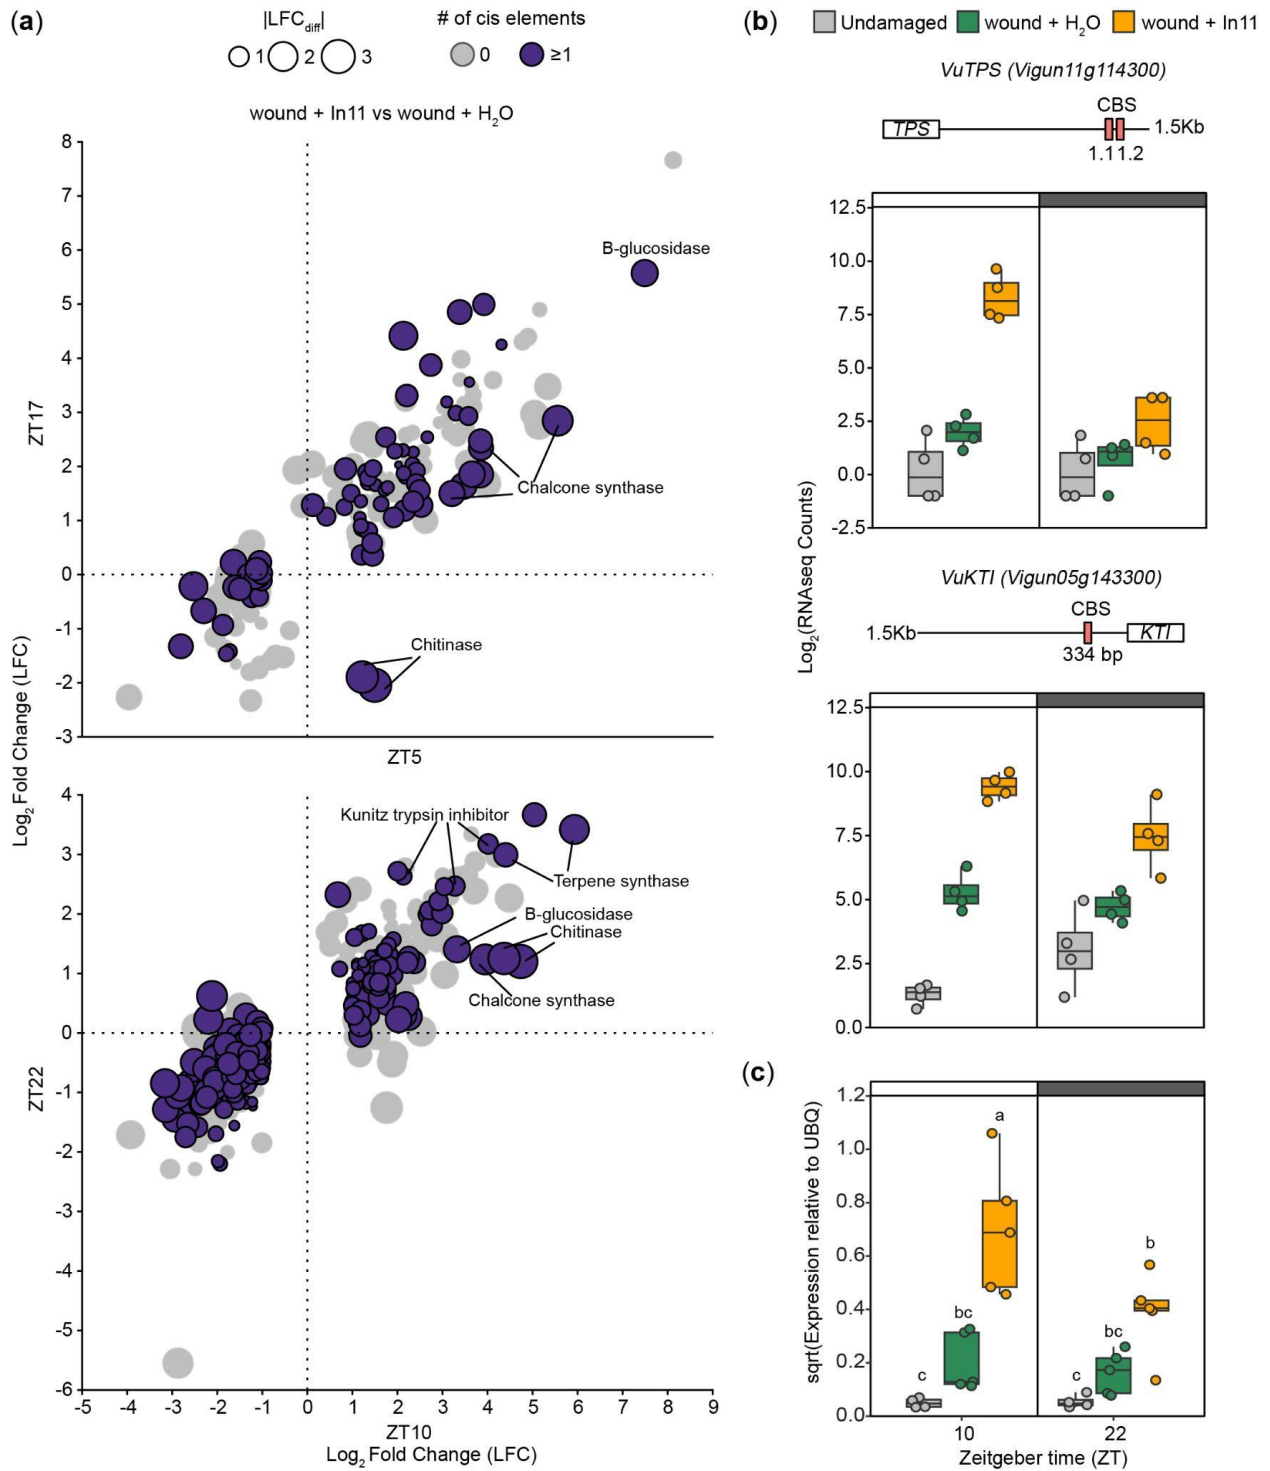 (a)
|LFCdiff|
1 2 3
# of cis elements
0 ≥1
wound + In11 vs wound + H2O
8
7
6
5
4
3
2
1
0
-1
-2
-3
ZT17
B-glucosidase
Chalcone synthase
Chitinase
ZT5
Log2 Fold Change (LFC)
4
3
2
1
0
-1
-2
-3
-4
-5
-6
ZT22
Kunitz trypsin inhibitor
Terpene synthase
B-glucosidase
Chitinase
Chalcone synthase
-5 -4 -3 -2 -1 0 1 2 3 4 5 6 7 8 9
ZT10
Log2 Fold Change (LFC)
(b)
Undamaged wound + H2O wound + In11
VuTPS (Vigun11g114300)
CBS
TPS 1.5Kb
1.11.2
12.5
10.0
7.5
5.0
2.5
0.0
-2.5
Log2(RNAseq Counts)
VuKTI (Vigun05g143300)
CBS
1.5Kb KTI
334 bp
12.5
10.0
7.5
5.0
2.5
0.0
(c)
1.2
1.0
0.8
0.6
0.4
0.2
0.0
sqrt(Expression relative to UBQ)
a
b
bc
bc
c
c
10 22
Zeitgeber time (ZT)